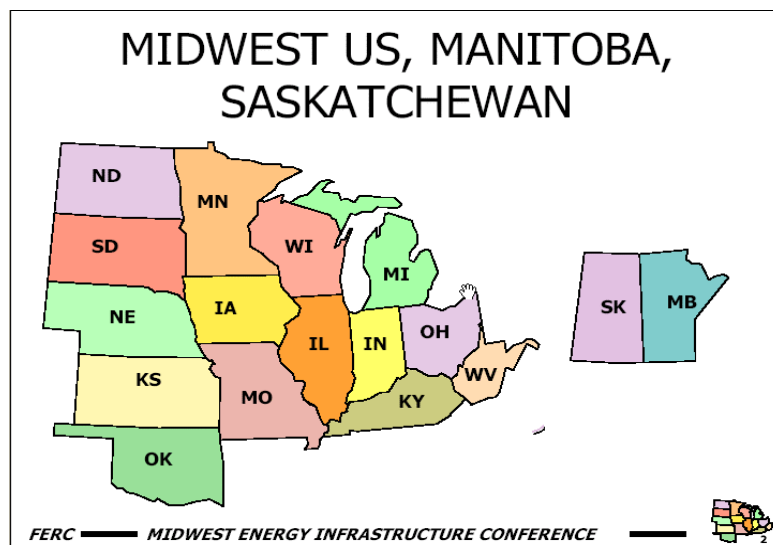 MIDWEST US, MANITOBA,
SASKATCHEWAN
ND
MN
SD
WI
MI
NE
IA
IL
IN
OH
SK
MB
KS
MO
KY
WV
OK
FERC
MIDWEST ENERGY INFRASTRUCTURE CONFERENCE
2